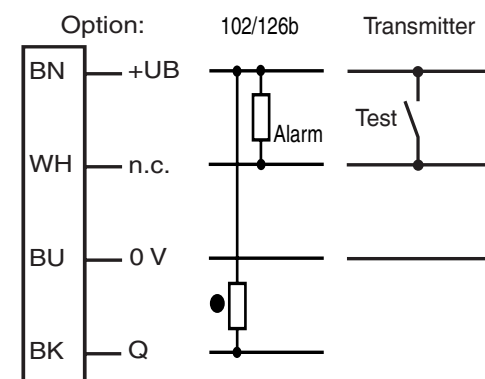 Option: 102/126b Transmitter
BN +UB
Alarm Test
WH n.c.
BU 0 V
BK Q